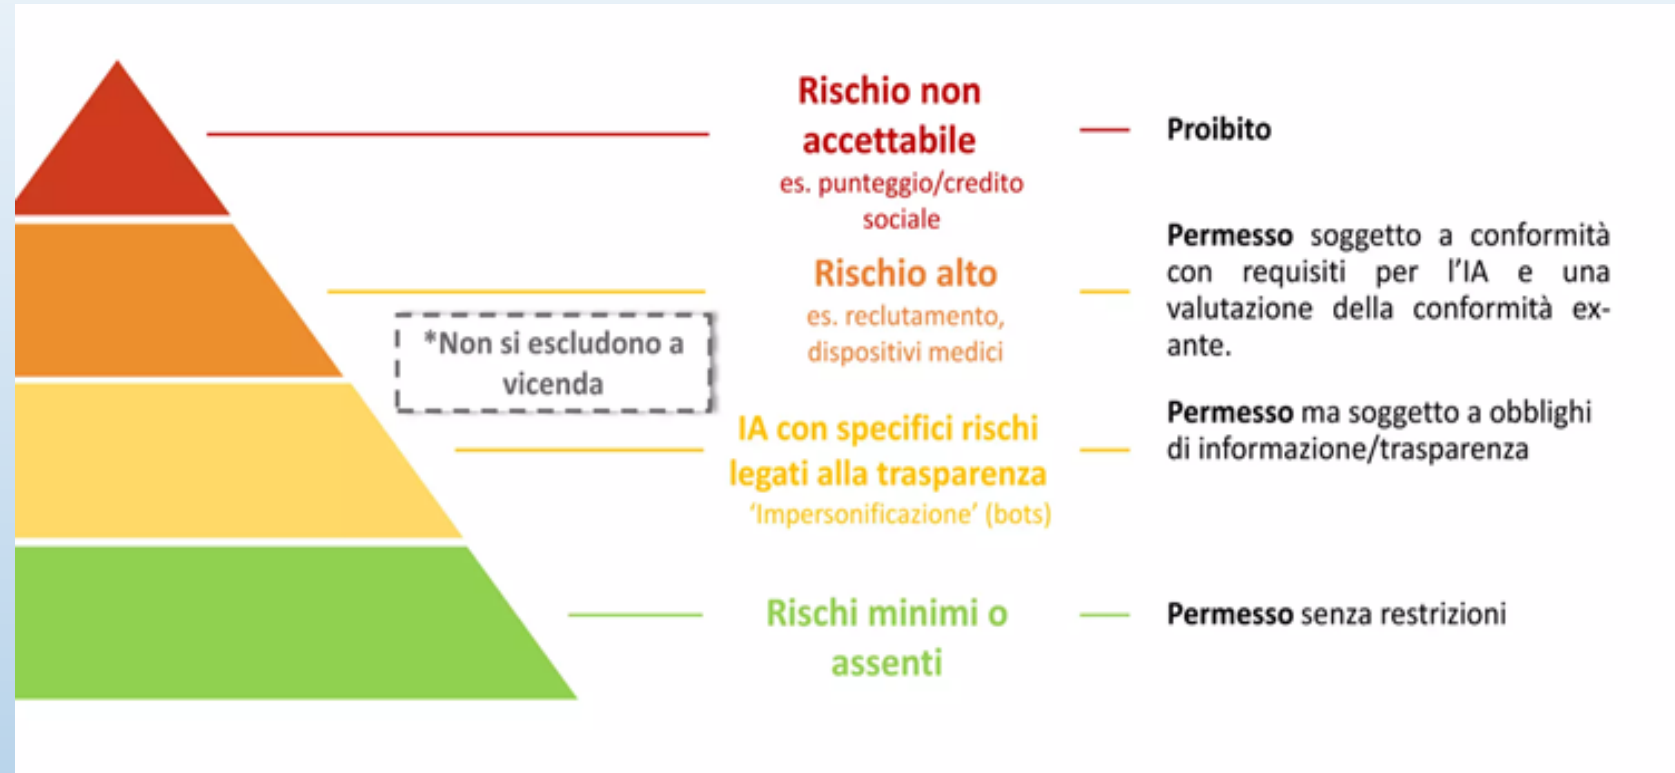 Rischio non
accettabile
es. punteggio/credito
sociale
Proibito
Rischio alto
es. reclutamento,
dispositivi medici
Permesso soggetto a conformità
con requisiti per l'IA e una
valutazione della conformità ex-
ante.
*Non si escludono a
vicenda
IA con specifici rischi
legati alla trasparenza
'Impersonificazione' (bots)
Permesso ma soggetto a obblighi
di informazione/trasparenza
Rischi minimi o
assenti
Permesso senza restrizioni